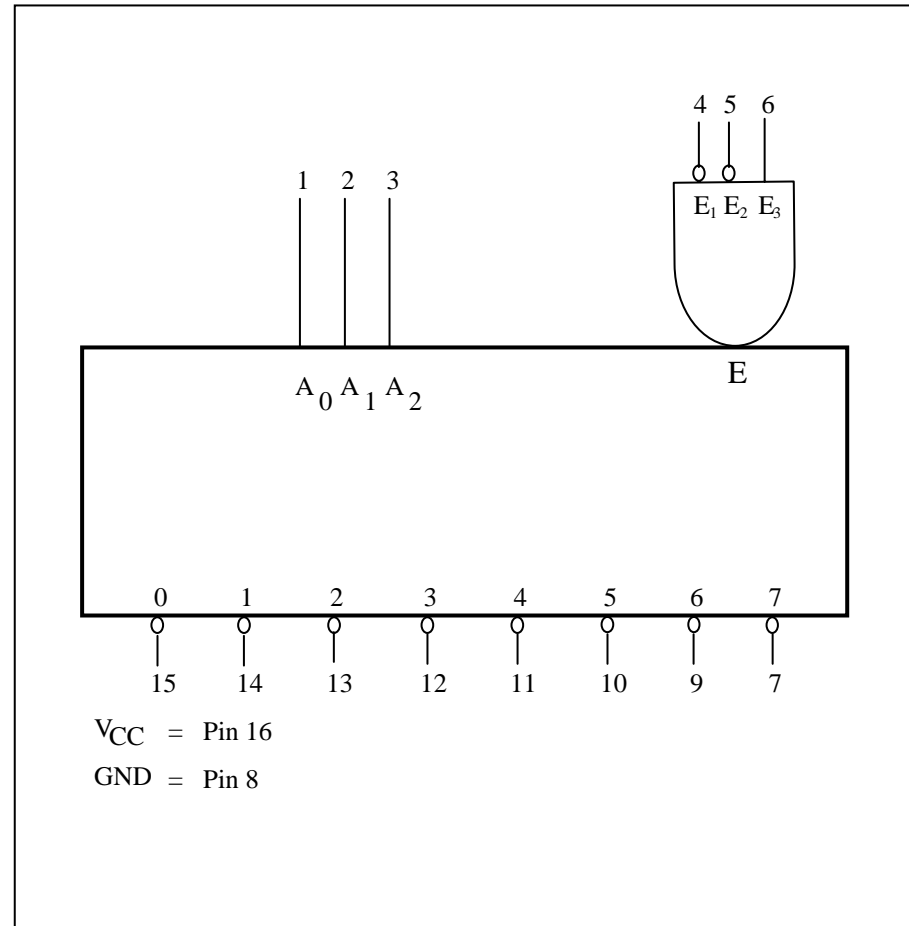 4 5 6
1 2 3
E₁ E₂ E₃
E
A₀ A₁ A₂
0 1 2 3 4 5 6 7
15 14 13 12 11 10 9 7
V_CC = Pin 16
GND = Pin 8